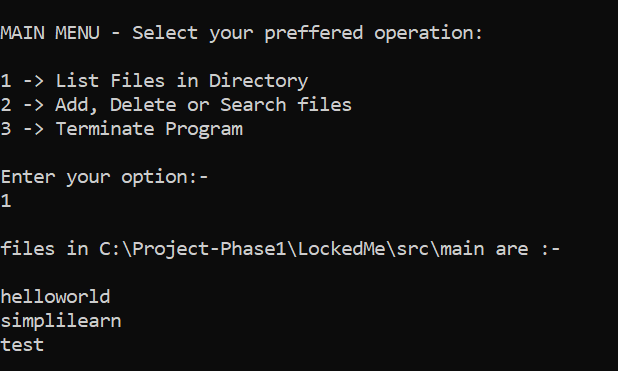 MAIN MENU - Select your preffered operation:
1 -> List Files in Directory
2 -> Add, Delete or Search files
3 -> Terminate Program
Enter your option:-
1
files in C:\Project-Phase1\LockedMe\src\main are :-
helloworld
simplilearn
test